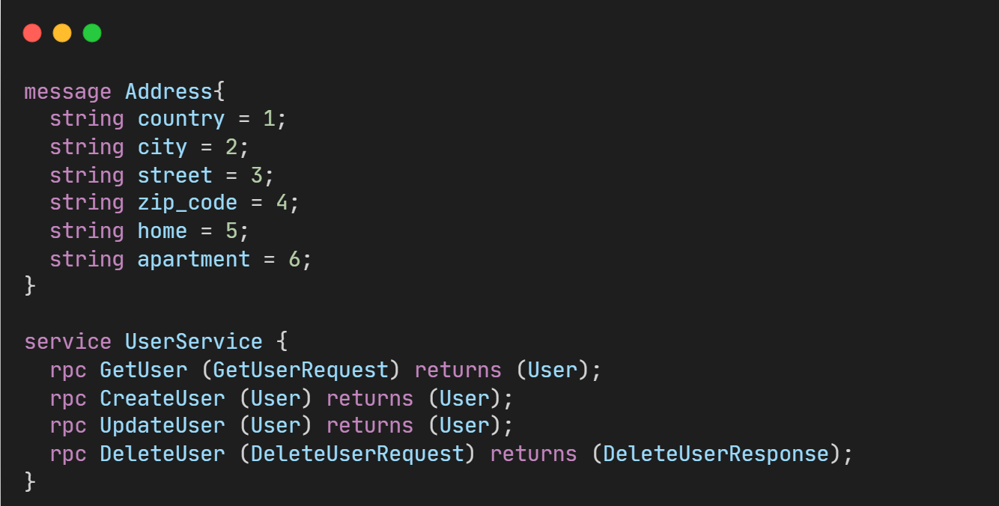 message Address{
  string country = 1;
  string city = 2;
  string street = 3;
  string zip_code = 4;
  string home = 5;
  string apartment = 6;
}

service UserService {
  rpc GetUser (GetUserRequest) returns (User);
  rpc CreateUser (User) returns (User);
  rpc UpdateUser (User) returns (User);
  rpc DeleteUser (DeleteUserRequest) returns (DeleteUserResponse);
}